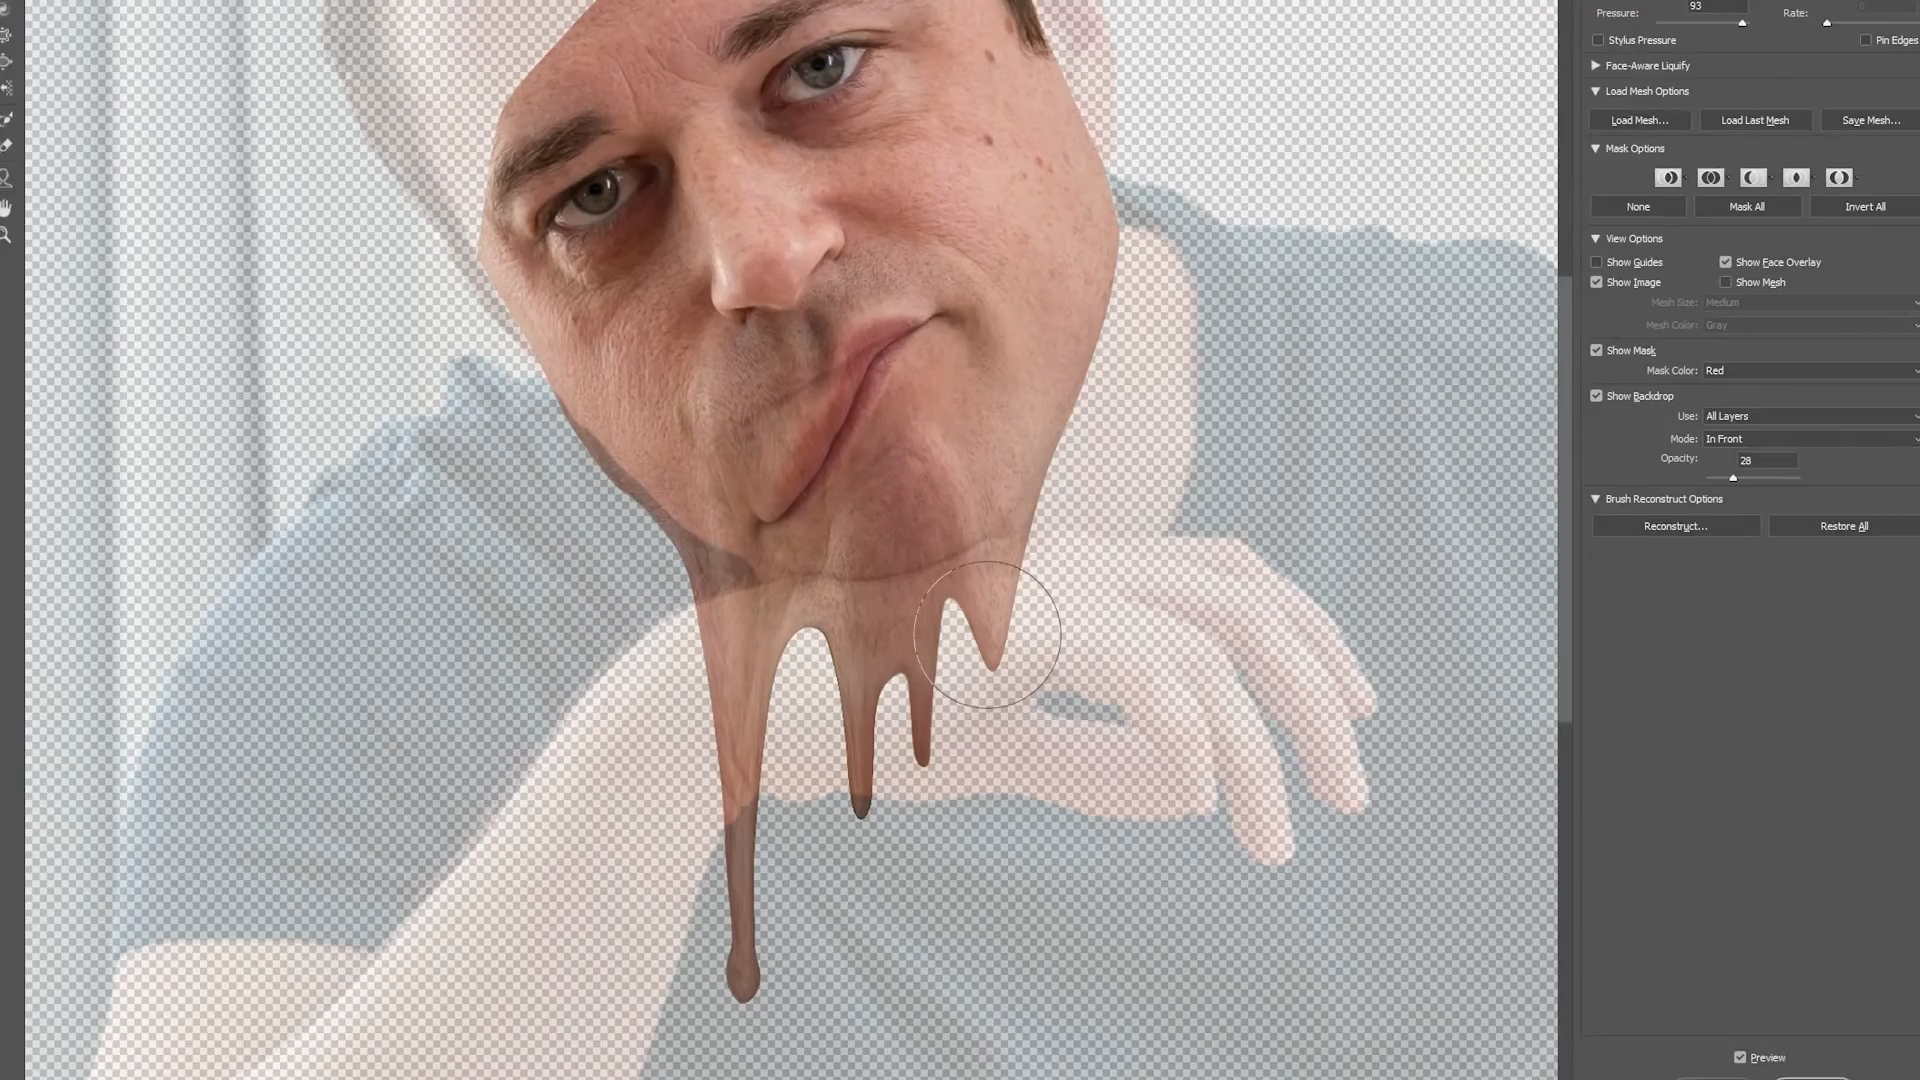 Pressure: 93 Rate: 0
Stylus Pressure Pin Edges
Face-Aware Liquify
Load Mesh Options
Load Mesh... Load Last Mesh Save Mesh...
Mask Options
None Mask All Invert All
View Options
Show Guides Show Face Overlay
Show Image Show Mesh
Mesh Size: Medium
Mesh Color: Gray
Show Mask
Mask Color: Red
Show Backdrop
Use: All Layers
Mode: In Front
Opacity: 28
Brush Reconstruct Options
Reconstruct... Restore All
Preview